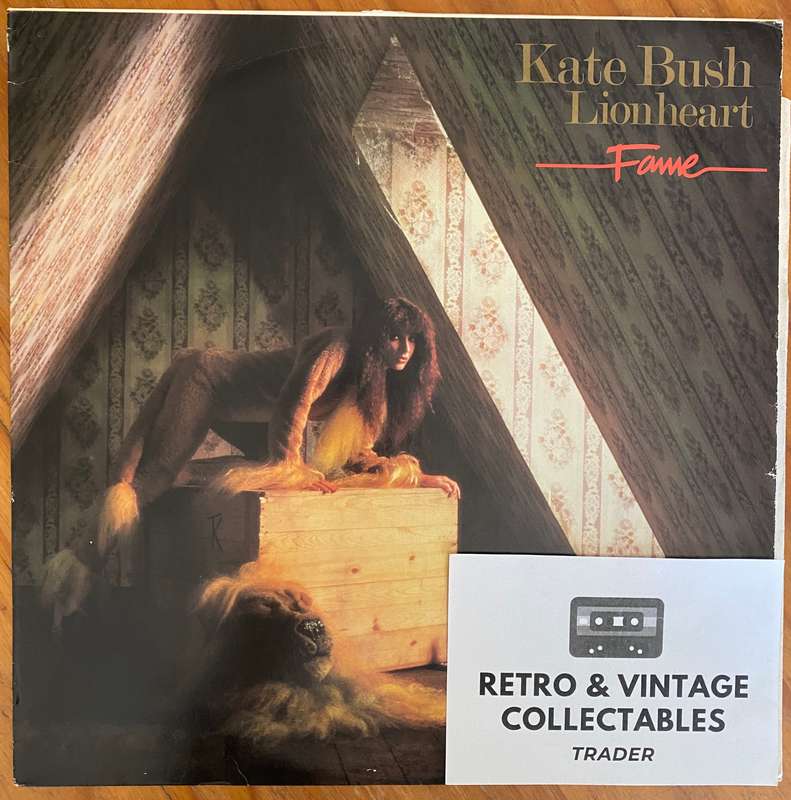 Kate Bush
Lionheart
Fame
RETRO & VINTAGE
COLLECTABLES
TRADER